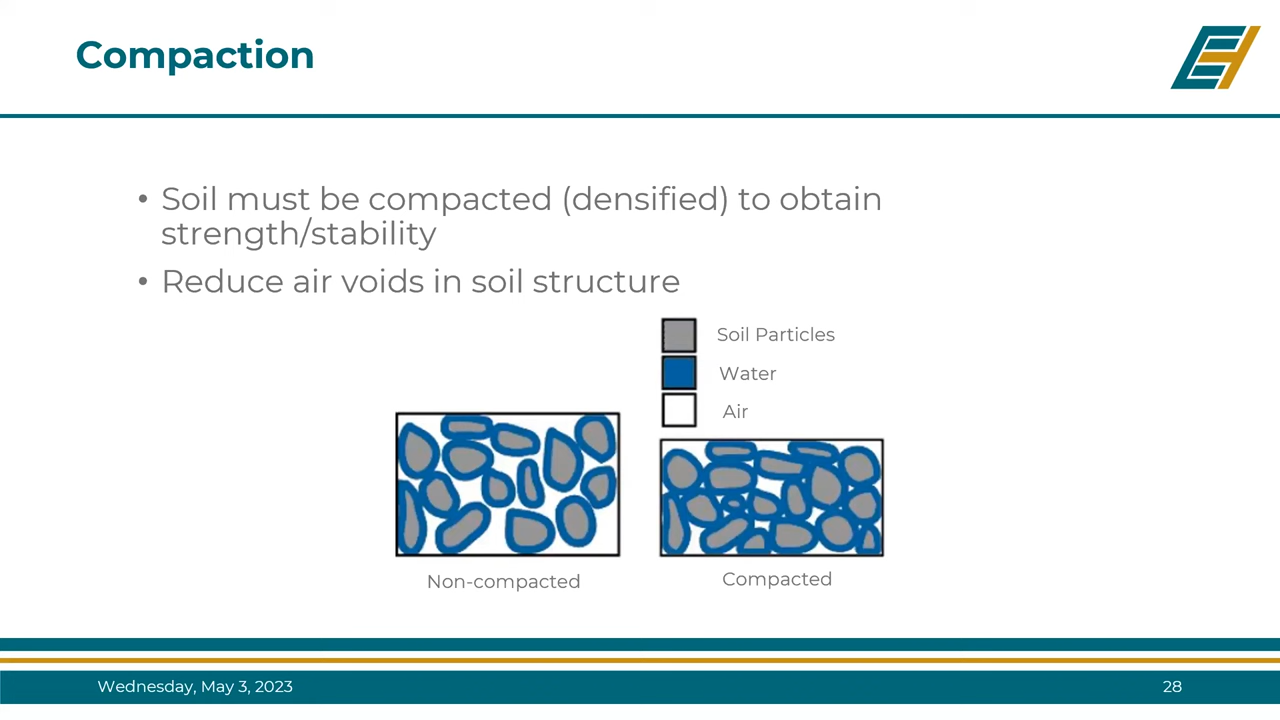 Compaction
• Soil must be compacted (densified) to obtain
strength/stability
• Reduce air voids in soil structure
Soil Particles
Water
Air
Non-compacted
Compacted
Wednesday, May 3, 2023
28